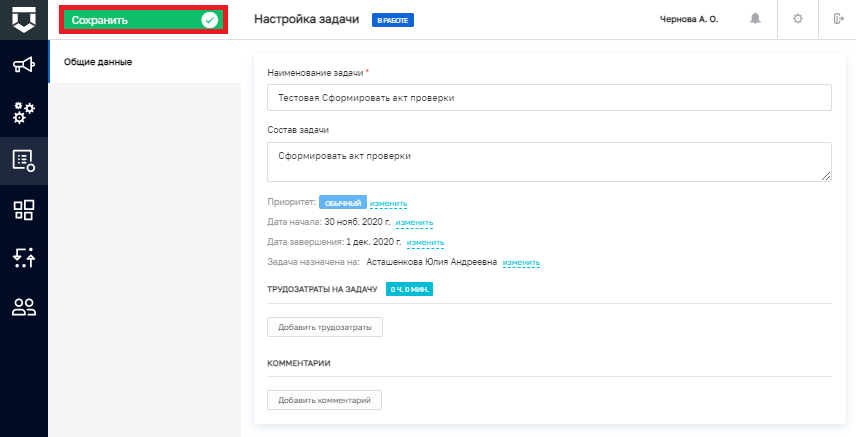 Сохранить
Настройка задачи В РАБОТЕ
Чернова А. О.
Общие данные
Наименование задачи *
Тестовая Сформировать акт проверки
Состав задачи
Сформировать акт проверки
Приоритет: ОБЫЧНЫЙ изменить
Дата начала: 30 нояб. 2020 г. изменить
Дата завершения: 1 дек. 2020 г. изменить
Задача назначена на: Асташенкова Юлия Андреевна изменить
ТРУДОЗАТРАТЫ НА ЗАДАЧУ 0 Ч. 0 МИН.
Добавить трудозатраты
КОММЕНТАРИИ
Добавить комментарий